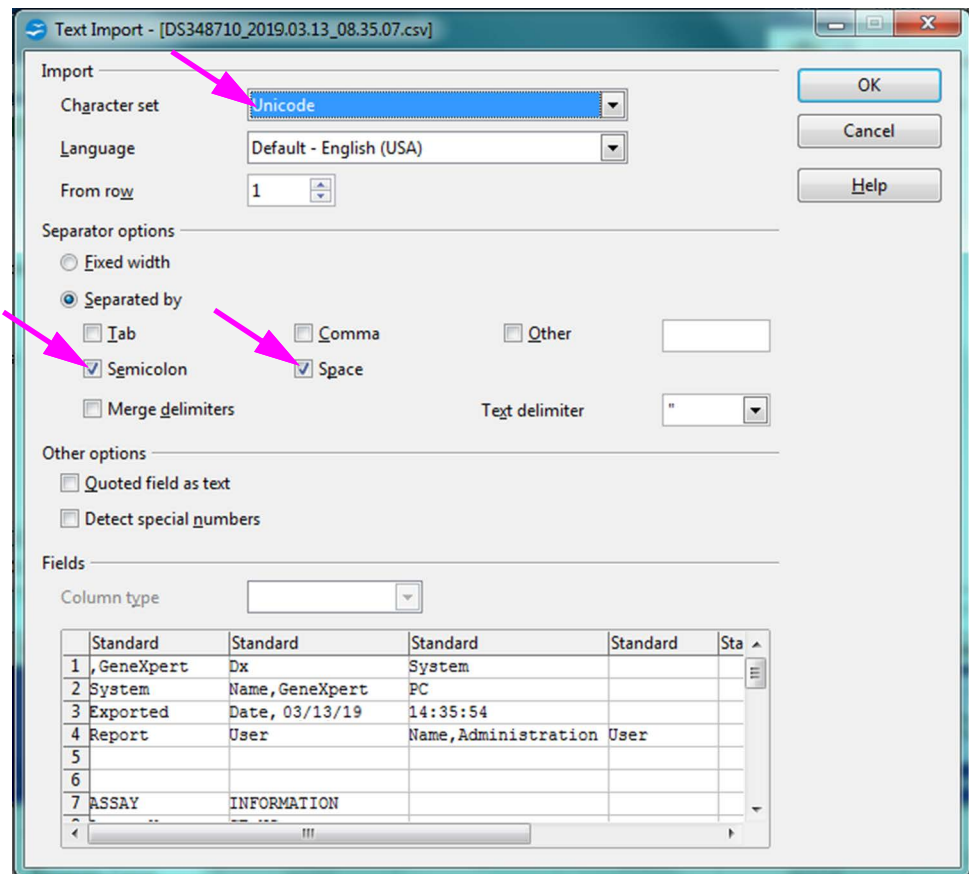 Text Import - [DS348710_2019.03.13_08.35.07.csv]
Import
Character set Unicode
Language Default - English (USA)
From row 1
OK
Cancel
Help
Separator options
Fixed width
Separated by
Tab Comma Other
Semicolon Space
Merge delimiters Text delimiter "
Other options
Quoted field as text
Detect special numbers
Fields
Column type
Standard Standard Standard Standard Sta
1 ,GeneXpert Dx System
2 System Name,GeneXpert PC
3 Exported Date, 03/13/19 14:35:54
4 Report User Name,Administration User
5
6
7 ASSAY INFORMATION